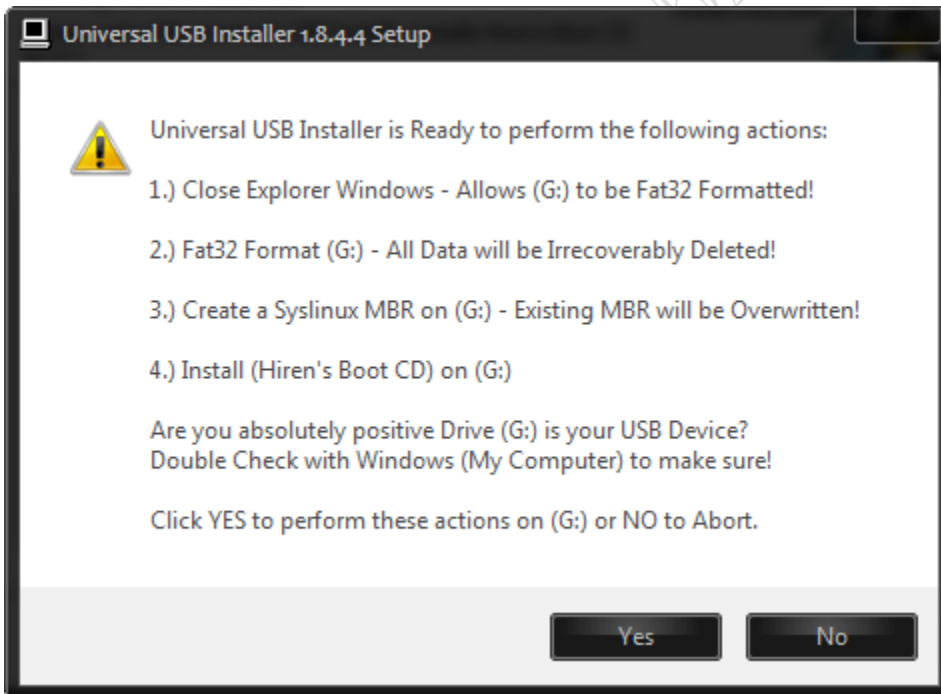 Universal USB Installer 1.8.4.4 Setup
Universal USB Installer is Ready to perform the following actions:
1.) Close Explorer Windows - Allows (G:) to be Fat32 Formatted!
2.) Fat32 Format (G:) - All Data will be Irrecoverably Deleted!
3.) Create a Syslinux MBR on (G:) - Existing MBR will be Overwritten!
4.) Install (Hiren's Boot CD) on (G:)
Are you absolutely positive Drive (G:) is your USB Device?
Double Check with Windows (My Computer) to make sure!
Click YES to perform these actions on (G:) or NO to Abort.
Yes
No